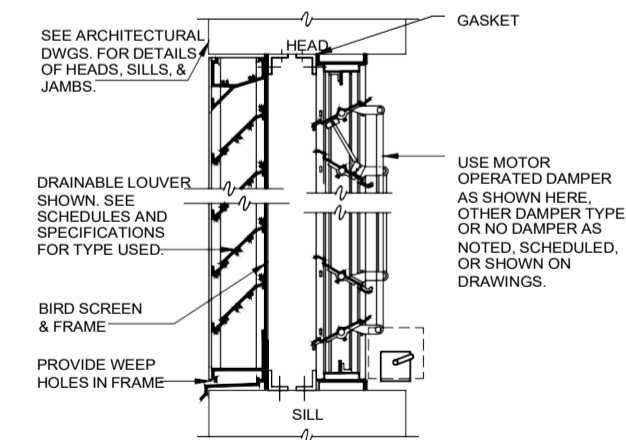 GASKET
SEE ARCHITECTURAL
DWGS. FOR DETAILS
OF HEADS, SILLS, &
JAMBS.
HEAD
DRAINABLE LOUVER
SHOWN. SEE
SCHEDULES AND
SPECIFICATIONS
FOR TYPE USED.
USE MOTOR
OPERATED DAMPER
AS SHOWN HERE,
OTHER DAMPER TYPE
OR NO DAMPER AS
NOTED, SCHEDULED,
OR SHOWN ON
DRAWINGS.
BIRD SCREEN
& FRAME
PROVIDE WEEP
HOLES IN FRAME
SILL